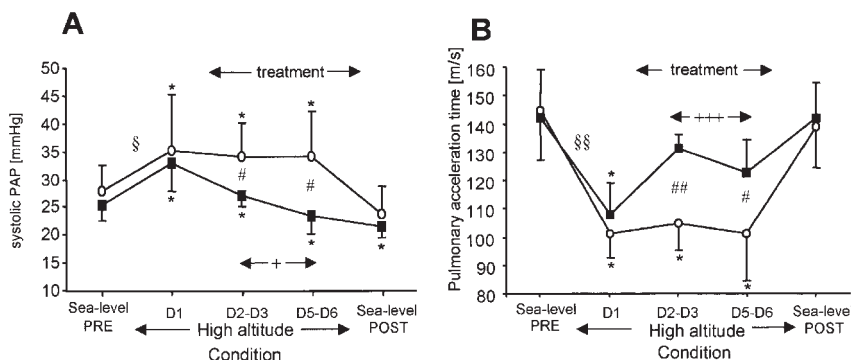 A
systolic PAP [mmHg]
50
45
40
35
30
25
20
15
10
treatment
*
*
*
§
#
#
*
*
*
*
+
Sea-level
PRE
D1
D2-D3
D5-D6
Sea-level
POST
High altitude
Condition
B
Pulmonary acceleration time [m/s]
160
150
140
130
120
110
100
90
80
treatment
+++
§§
*
##
#
*
*
*
Sea-level
PRE
D1
D2-D3
D5-D6
Sea-level
POST
High altitude
Condition